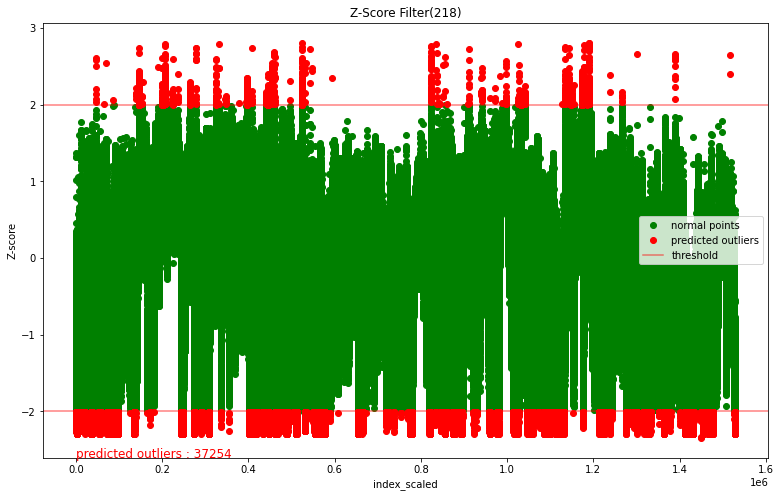 Z-Score Filter(218)
3
2
1
0
−1
−2
Z-score
normal points
predicted outliers
threshold
predicted outliers : 37254
0.0 0.2 0.4 0.6 0.8 1.0 1.2 1.4 1.6
1e6
index_scaled